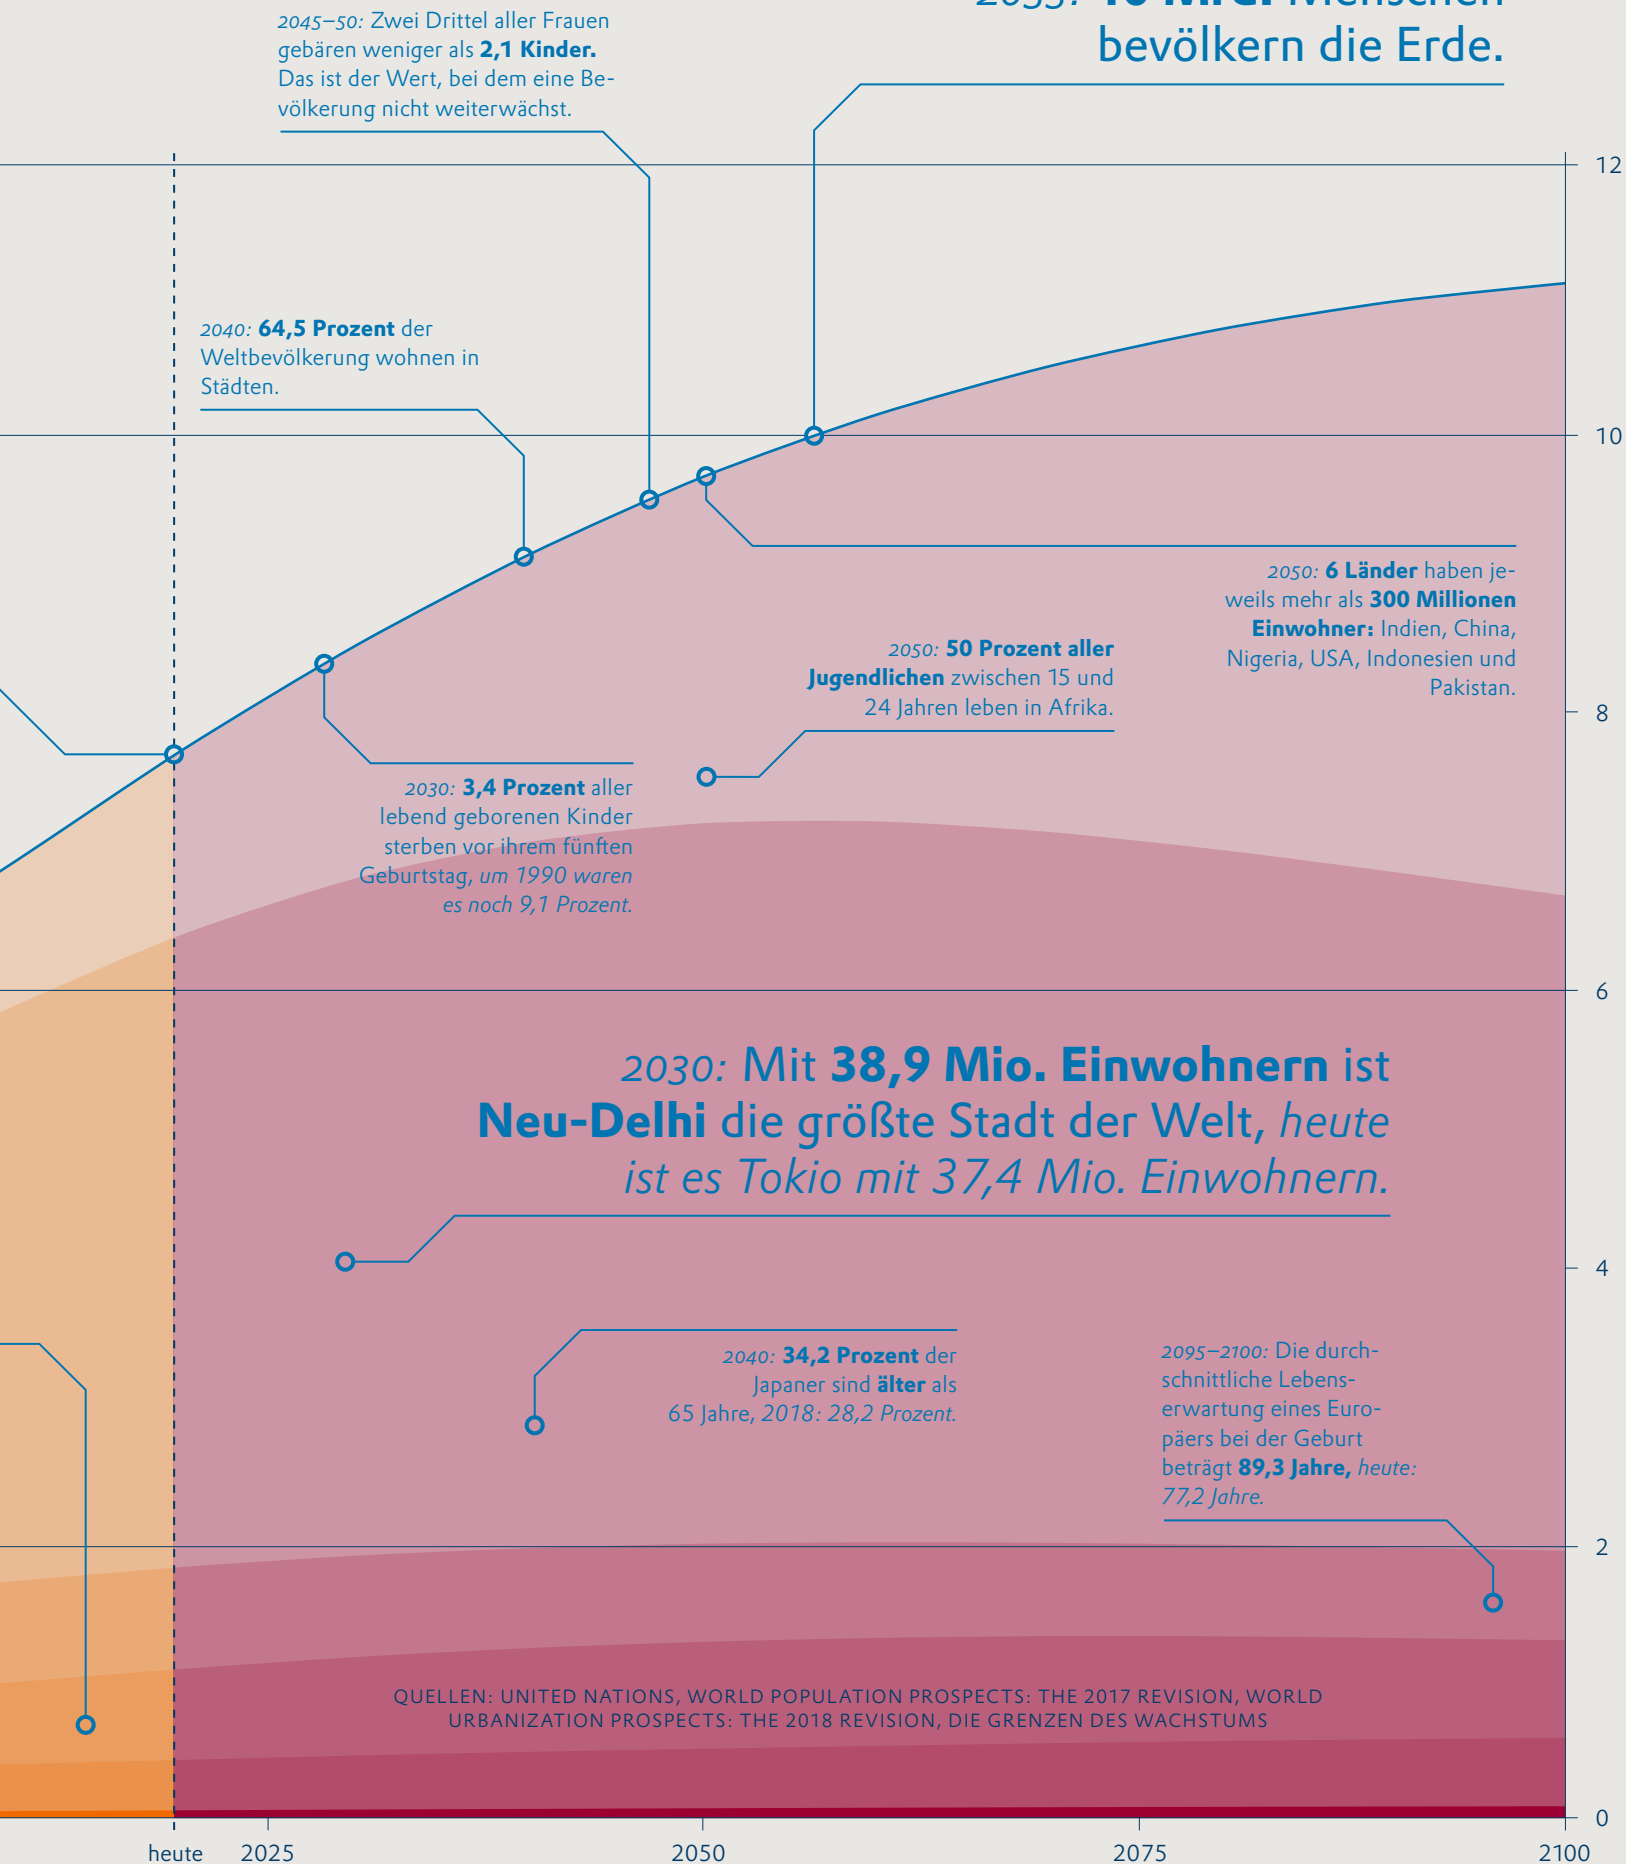 2045–50: Zwei Drittel aller Frauen
gebären weniger als 2,1 Kinder.
Das ist der Wert, bei dem eine Be-
völkerung nicht weiterwächst.
Menschen
bevölkern die Erde.
12
2040: 64,5 Prozent der
Weltbevölkerung wohnen in
Städten.
10
2050: 6 Länder haben je-
weils mehr als 300 Millionen
Einwohner: Indien, China,
Nigeria, USA, Indonesien und
Pakistan.
2050: 50 Prozent aller
Jugendlichen zwischen 15 und
24 Jahren leben in Afrika.
8
2030: 3,4 Prozent aller
lebend geborenen Kinder
sterben vor ihrem fünften
Geburtstag, um 1990 waren
es noch 9,1 Prozent.
6
2030: Mit 38,9 Mio. Einwohnern ist
Neu-Delhi die größte Stadt der Welt, heute
ist es Tokio mit 37,4 Mio. Einwohnern.
4
2040: 34,2 Prozent der
Japaner sind älter als
65 Jahre, 2018: 28,2 Prozent.
2095–2100: Die durch-
schnittliche Lebens-
erwartung eines Euro-
päers bei der Geburt
beträgt 89,3 Jahre, heute:
77,2 Jahre.
2
QUELLEN: UNITED NATIONS, WORLD POPULATION PROSPECTS: THE 2017 REVISION, WORLD
URBANIZATION PROSPECTS: THE 2018 REVISION, DIE GRENZEN DES WACHSTUMS
0
heute 2025 2050 2075 2100